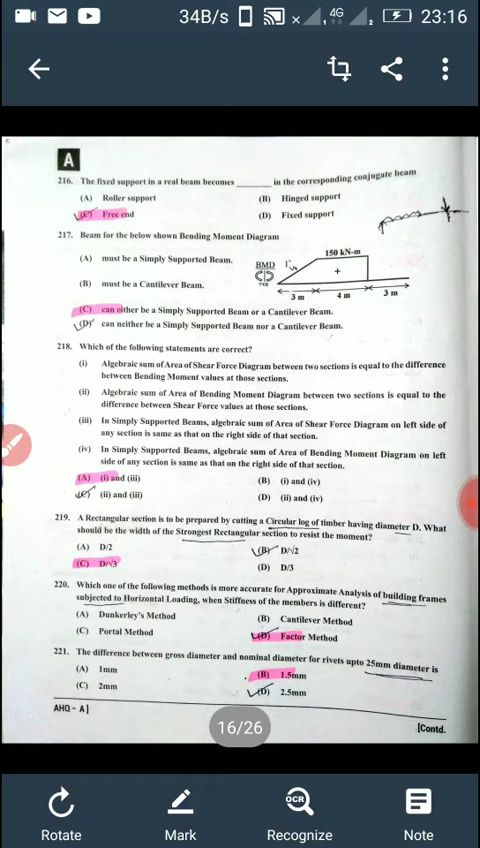 34B/s 4G 23:16
A
216. The fixed support in a real beam becomes ______ in the corresponding conjugate beam
(A) Roller support (B) Hinged support
(C) Free end (D) Fixed support
217. Beam for the below shown Bending Moment Diagram
(A) must be a Simply Supported Beam.
(B) must be a Cantilever Beam.
BMD
+ve
150 kN-m
+
3 m 4 m 3 m
(C) can either be a Simply Supported Beam or a Cantilever Beam.
(D) can neither be a Simply Supported Beam nor a Cantilever Beam.
218. Which of the following statements are correct?
(i) Algebraic sum of Area of Shear Force Diagram between two sections is equal to the difference
between Bending Moment values at those sections.
(ii) Algebraic sum of Area of Bending Moment Diagram between two sections is equal to the
difference between Shear Force values at those sections.
(iii) In Simply Supported Beams, algebraic sum of Area of Shear Force Diagram on left side of
any section is same as that on the right side of that section.
(iv) In Simply Supported Beams, algebraic sum of Area of Bending Moment Diagram on left
side of any section is same as that on the right side of that section.
(A) (i) and (iii) (B) (i) and (iv)
(C) (ii) and (iii) (D) (ii) and (iv)
219. A Rectangular section is to be prepared by cutting a Circular log of timber having diameter D. What
should be the width of the Strongest Rectangular section to resist the moment?
(A) D/2 (B) D/√2
(C) D/√3 (D) D/3
220. Which one of the following methods is more accurate for Approximate Analysis of building frames
subjected to Horizontal Loading, when Stiffness of the members is different?
(A) Dunkerley's Method (B) Cantilever Method
(C) Portal Method (D) Factor Method
221. The difference between gross diameter and nominal diameter for rivets upto 25mm diameter is
(A) 1mm (B) 1.5mm
(C) 2mm (D) 2.5mm
AHQ - A] [Contd.
16/26
Rotate Mark Recognize Note
OCR